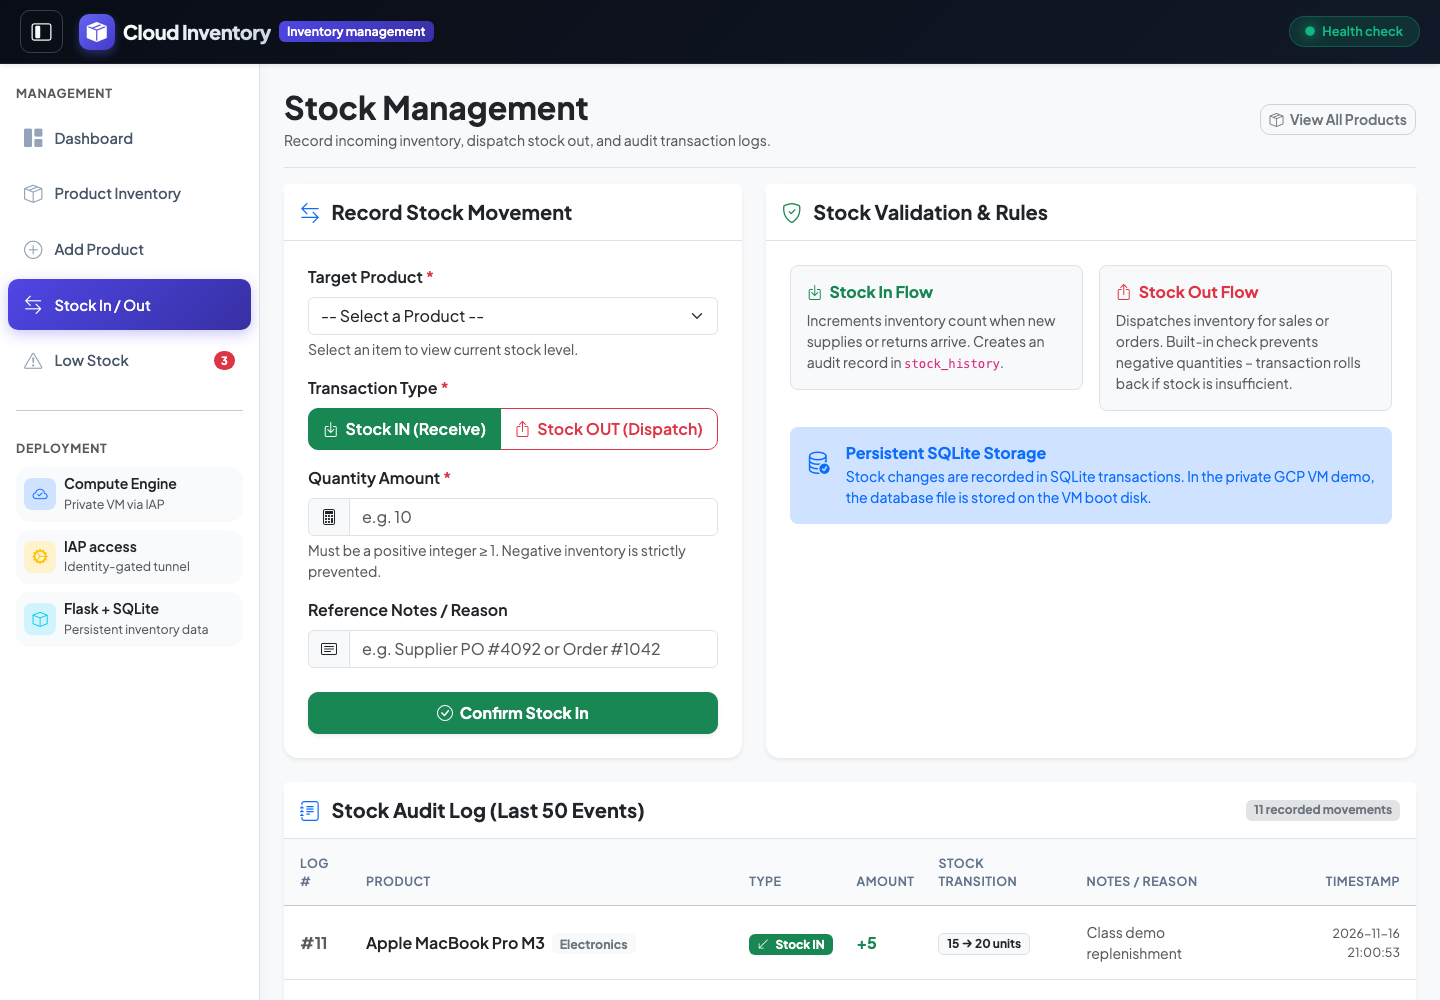 Cloud Inventory
Inventory management
Health check
MANAGEMENT
Dashboard
Product Inventory
Add Product
Stock In / Out
Low Stock
3
DEPLOYMENT
Compute Engine
Private VM via IAP
IAP access
Identity-gated tunnel
Flask + SQLite
Persistent inventory data
Stock Management
Record incoming inventory, dispatch stock out, and audit transaction logs.
View All Products
Record Stock Movement
Target Product *
-- Select a Product --
Select an item to view current stock level.
Transaction Type *
Stock IN (Receive)
Stock OUT (Dispatch)
Quantity Amount *
e.g. 10
Must be a positive integer ≥ 1. Negative inventory is strictly
prevented.
Reference Notes / Reason
e.g. Supplier PO #4092 or Order #1042
Confirm Stock In
Stock Validation & Rules
Stock In Flow
Increments inventory count when new
supplies or returns arrive. Creates an
audit record in stock_history.
Stock Out Flow
Dispatches inventory for sales or
orders. Built-in check prevents
negative quantities – transaction rolls
back if stock is insufficient.
Persistent SQLite Storage
Stock changes are recorded in SQLite transactions. In the private GCP VM demo,
the database file is stored on the VM boot disk.
Stock Audit Log (Last 50 Events)
11 recorded movements
LOG
#
PRODUCT
TYPE
AMOUNT
STOCK
TRANSITION
NOTES / REASON
TIMESTAMP
#11
Apple MacBook Pro M3
Electronics
Stock IN
+5
15 → 20 units
Class demo
replenishment
2026-11-16
21:00:53